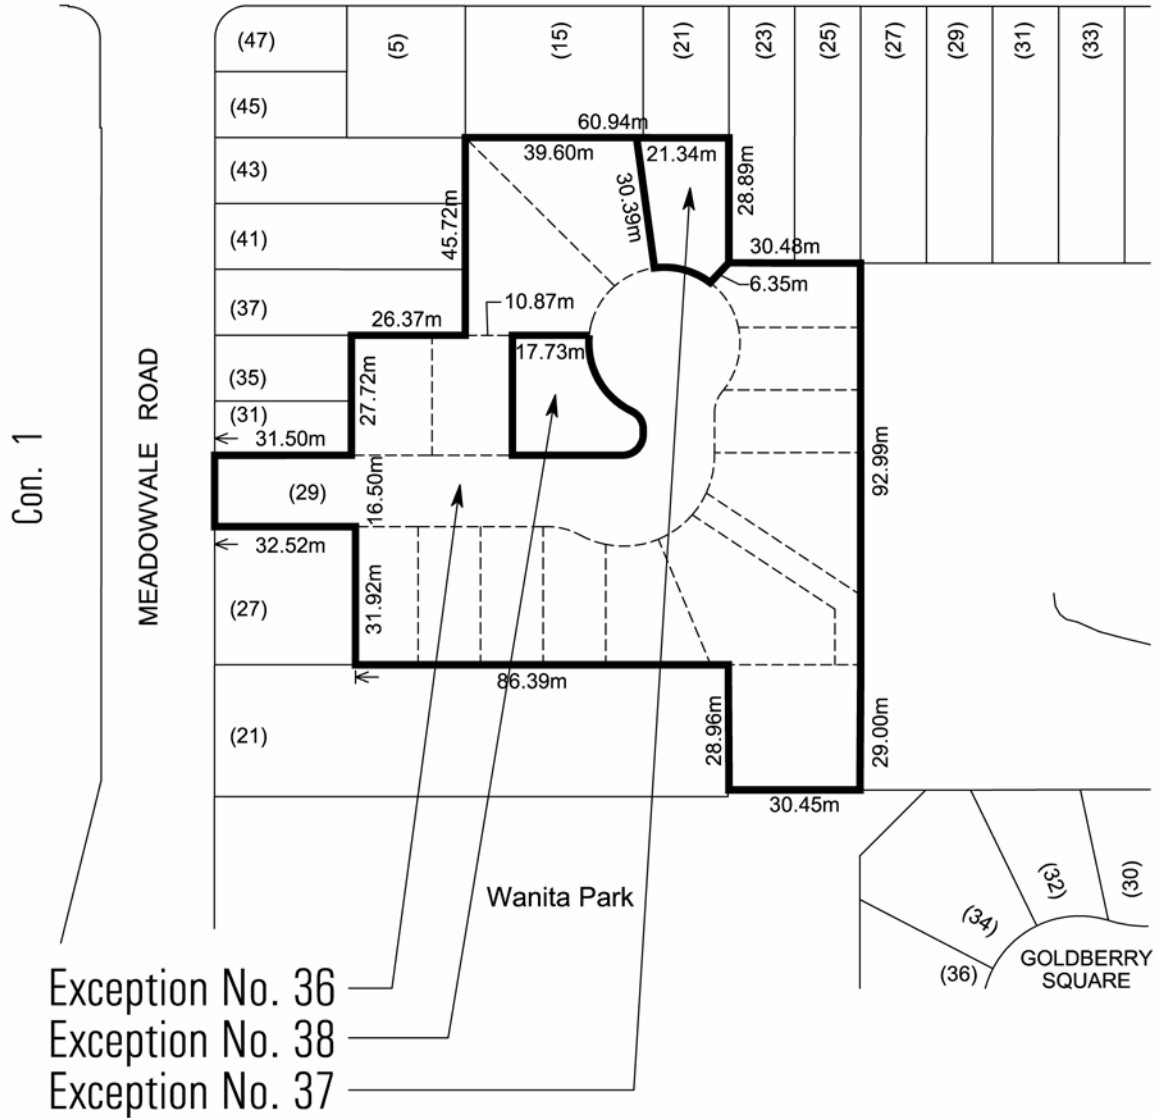 (47)
(5)
(15)
(21)
(23)
(25)
(27)
(29)
(31)
(33)
(45)
60.94m
39.60m
21.34m
(43)
28.89m
30.39m
45.72m
(41)
30.48m
6.35m
(37)
10.87m
26.37m
17.73m
(35)
27.72m
(31)
31.50m
Con. 1
MEADOWVALE ROAD
92.99m
(29)
16.50m
32.52m
(27)
31.92m
86.39m
(21)
28.96m
29.00m
30.45m
Wanita Park
(34)
(32)
(30)
(36)
GOLDBERRY
SQUARE
Exception No. 36
Exception No. 38
Exception No. 37